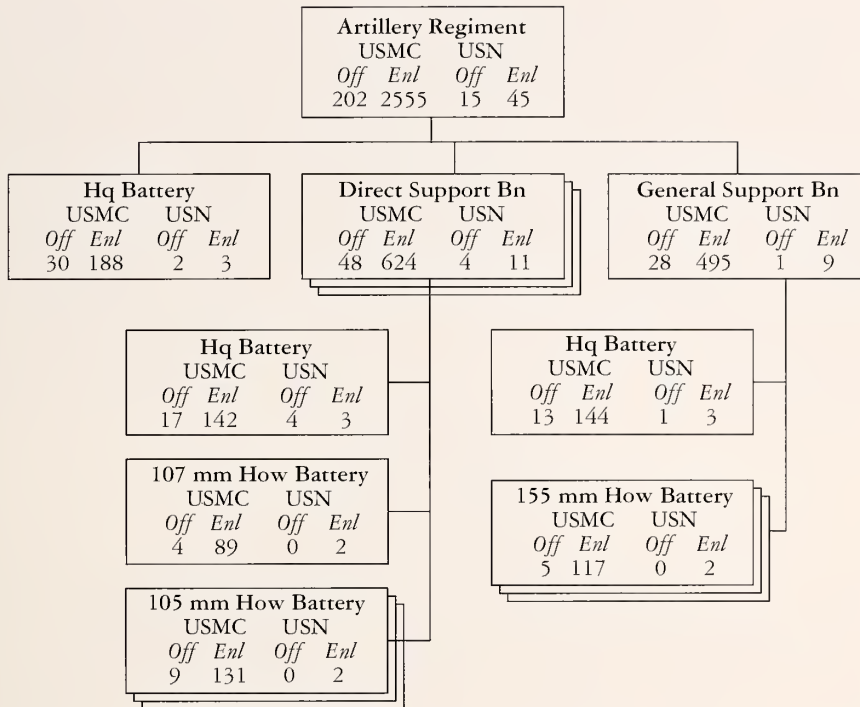 Artillery Regiment
USMC USN
Off Enl Off Enl
202 2555 15 45
Hq Battery
USMC USN
Off Enl Off Enl
30 188 2 3
Direct Support Bn
USMC USN
Off Enl Off Enl
48 624 4 11
General Support Bn
USMC USN
Off Enl Off Enl
28 495 1 9
Hq Battery
USMC USN
Off Enl Off Enl
17 142 4 3
107 mm How Battery
USMC USN
Off Enl Off Enl
4 89 0 2
105 mm How Battery
USMC USN
Off Enl Off Enl
9 131 0 2
Hq Battery
USMC USN
Off Enl Off Enl
13 144 1 3
155 mm How Battery
USMC USN
Off Enl Off Enl
5 117 0 2